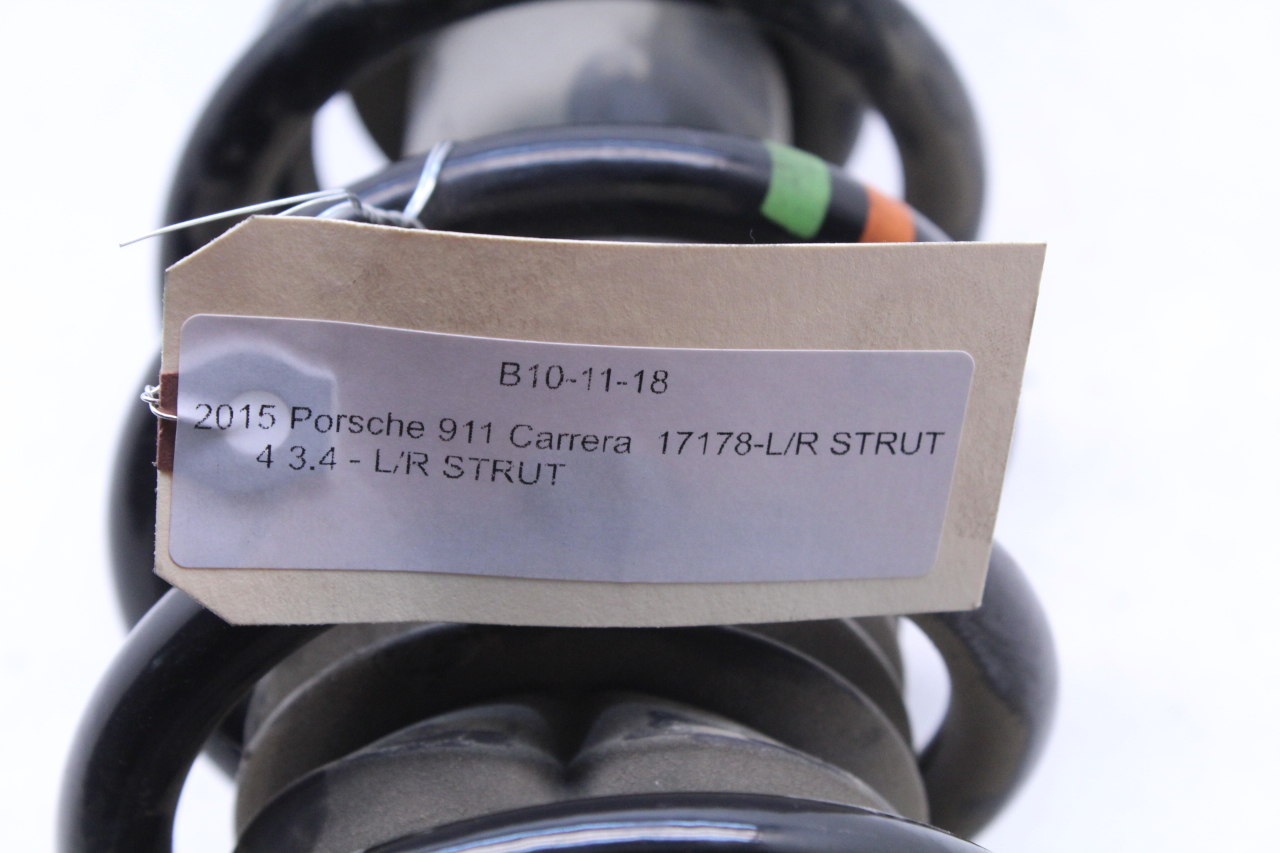 B10-11-18
2015 Porsche 911 Carrera 17178-L/R STRUT
4 3.4 - L/R STRUT